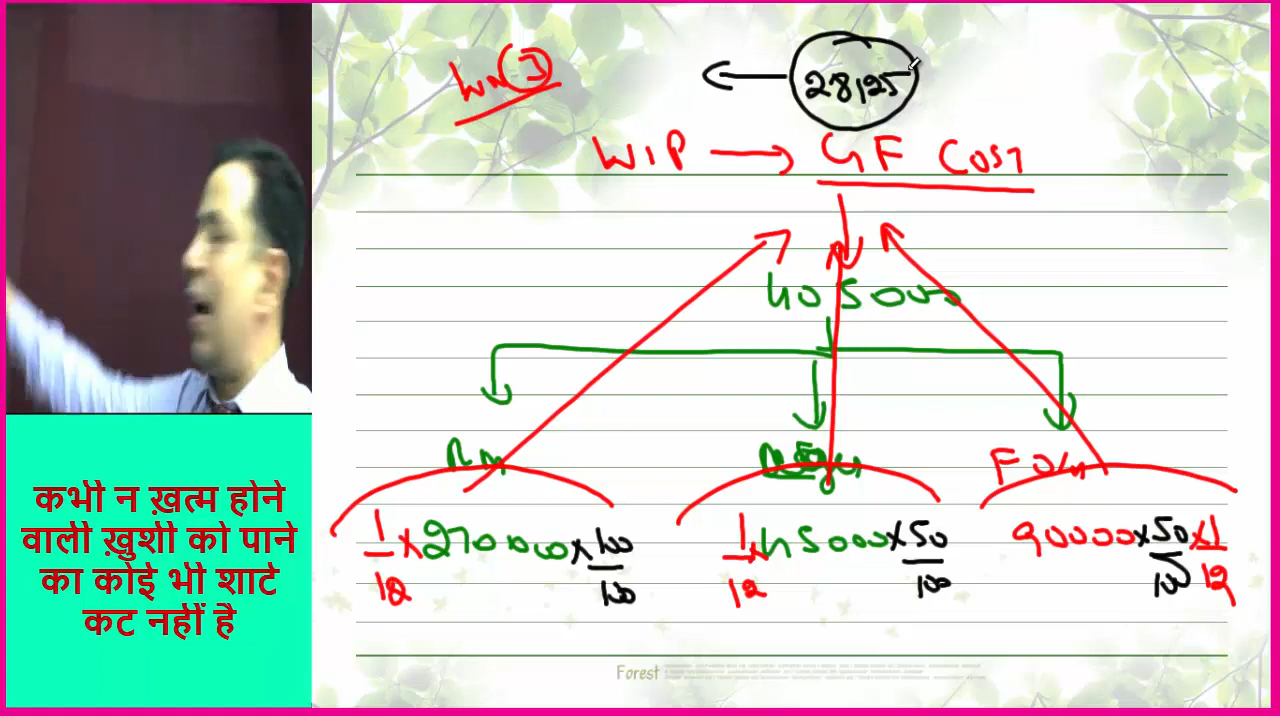 WN(3)
28125
WIP → GF COST
405000
RM
F OH
1/12 × 270000 × 100/100
1/12 × 45000 × 50/100
90000 × 50/100 × 1/12
कभी न ख़त्म होने
वाली ख़ुशी को पाने
का कोई भी शार्ट
कट नहीं है
Forest